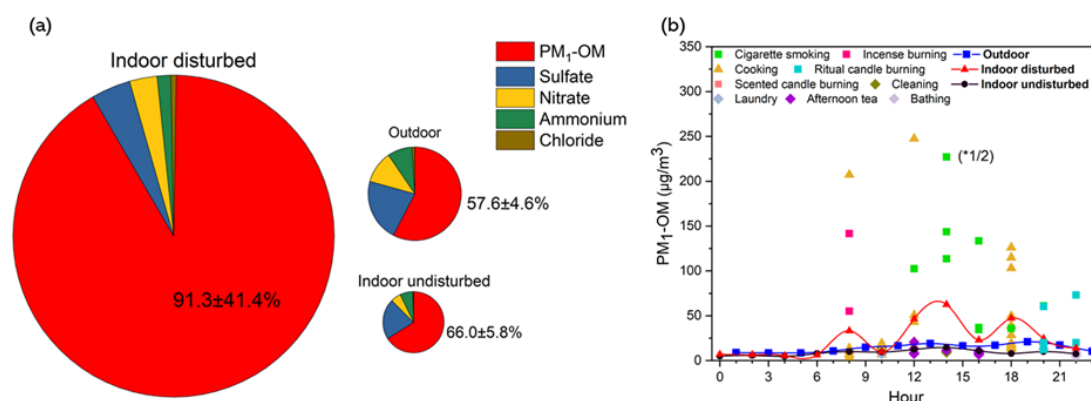 (a)
Indoor disturbed
91.3±41.4%
PM₁-OM
Sulfate
Nitrate
Ammonium
Chloride
Outdoor
57.6±4.6%
Indoor undisturbed
66.0±5.8%
(b)
PM₁-OM (µg/m³)
350
300
250
200
150
100
50
0
Cigarette smoking Incense burning Outdoor
Cooking Ritual candle burning Indoor disturbed
Scented candle burning Cleaning Indoor undisturbed
Laundry Afternoon tea Bathing
(*1/2)
0 3 6 9 12 15 18 21
Hour